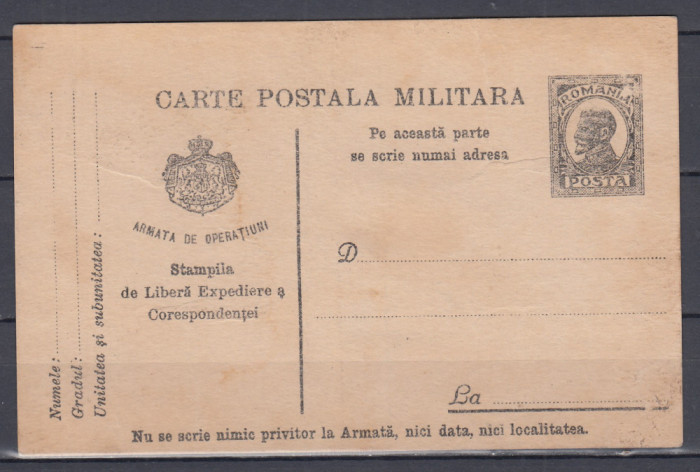 CARTE POSTALA MILITARA
ROMANIA
POSTA
Pe această parte
se scrie numai adresa
ARMATA DE OPERAȚIUNI
Stampila
de Liberă Expediere a
Corespondenței
D
La
Numele:
Gradul:
Unitatea și subunitatea:
Nu se scrie nimic privitor la Armată, nici data, nici localitatea.